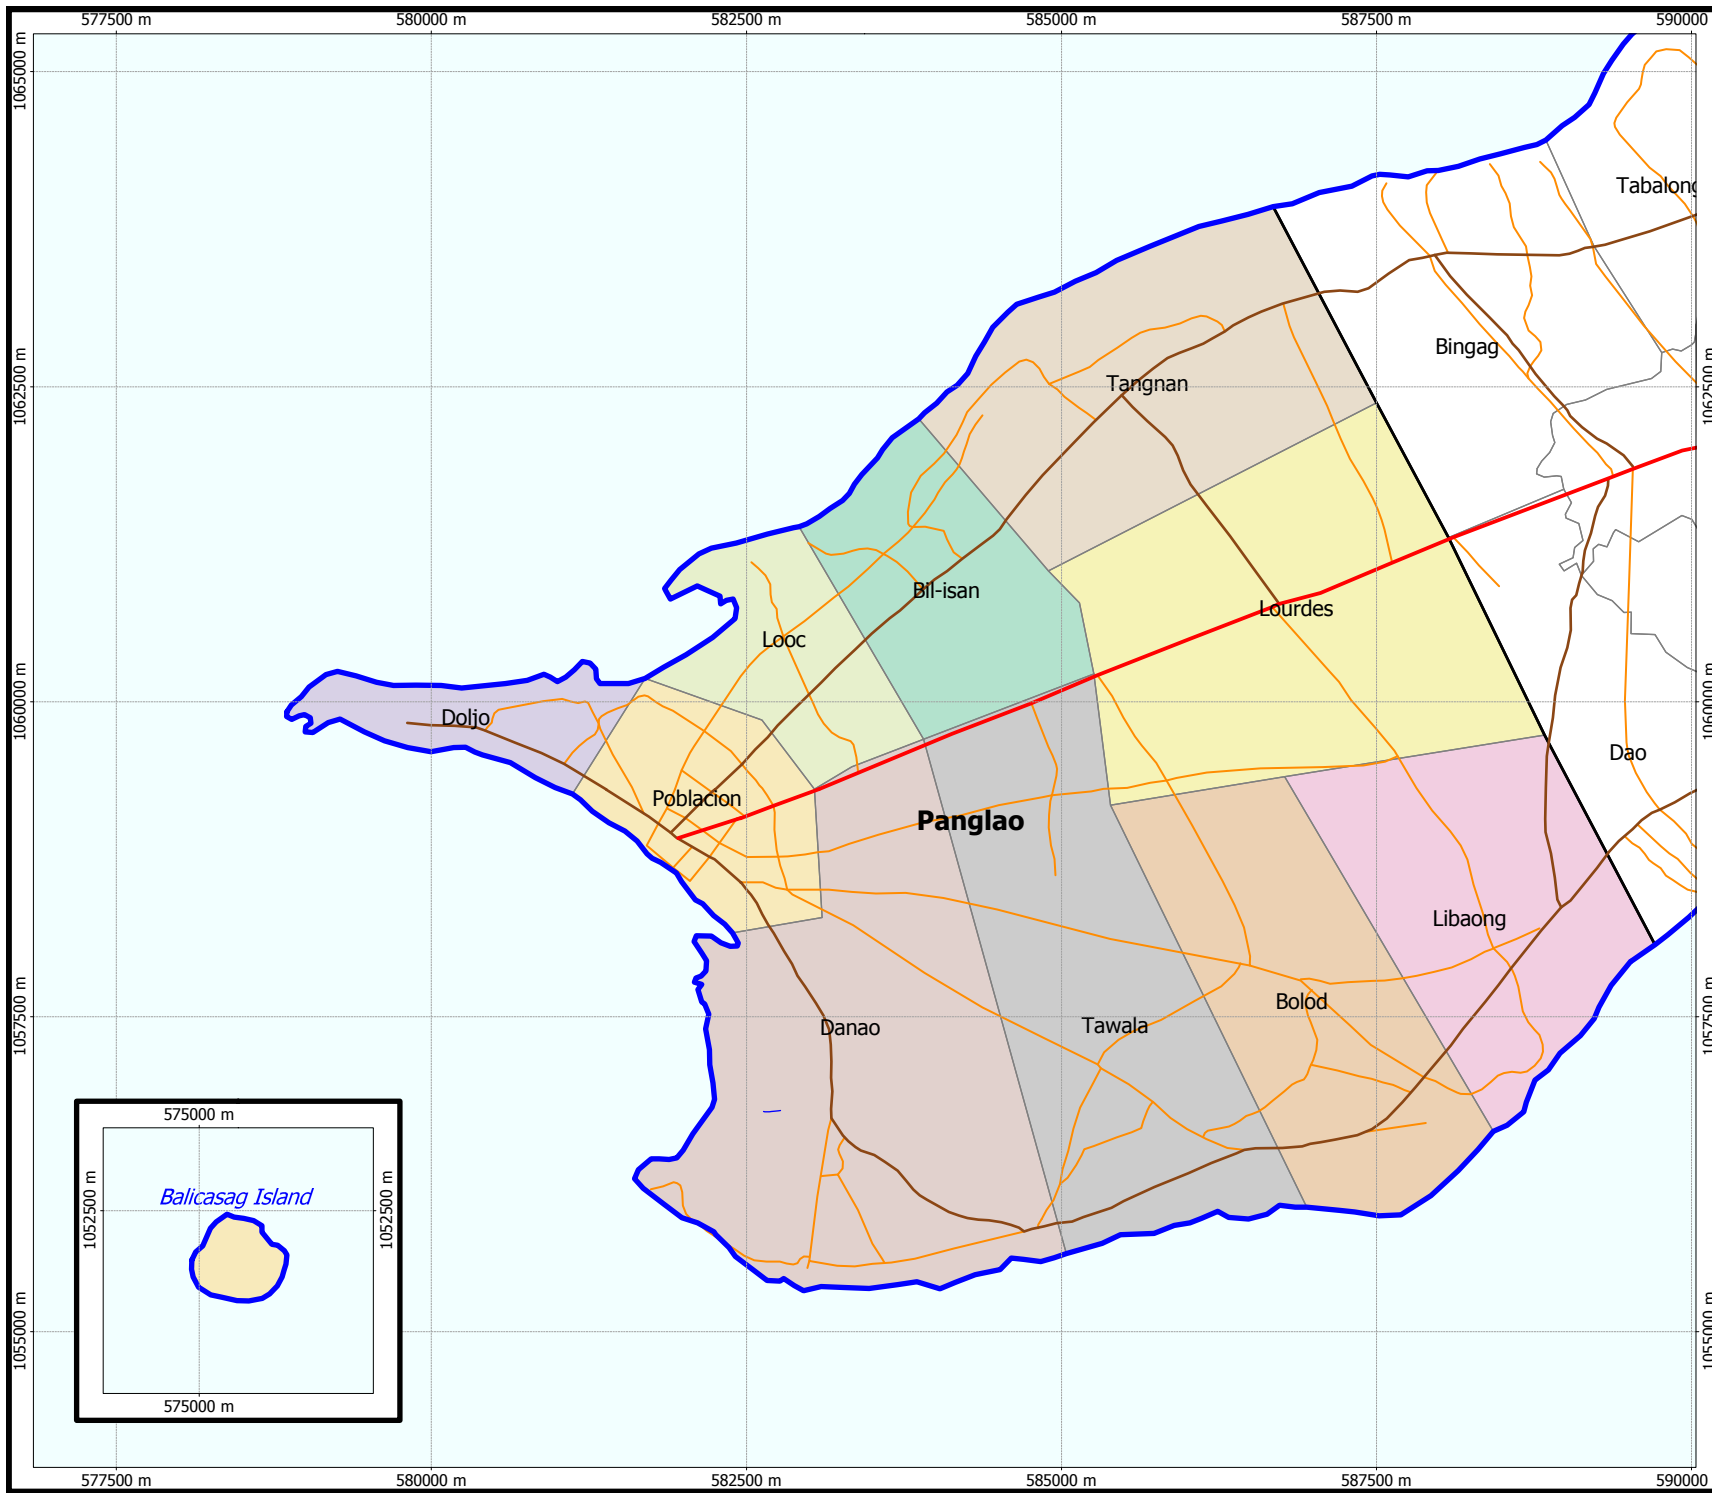 577500 m
580000 m
582500 m
585000 m
587500 m
590000
1065000 m
Tabalong
Bingag
Tangnan
1062500 m
1062500 m
Bil-isan
Lourdes
Looc
1060000 m
Doljo
1060000 m
Dao
Poblacion
Panglao
Libaong
Bolod
1057500 m
Danao
Tawala
1057500 m
575000 m
1052500 m
Balicasag Island
1052500 m
575000 m
1055000 m
1055000 m
577500 m
580000 m
582500 m
585000 m
587500 m
590000